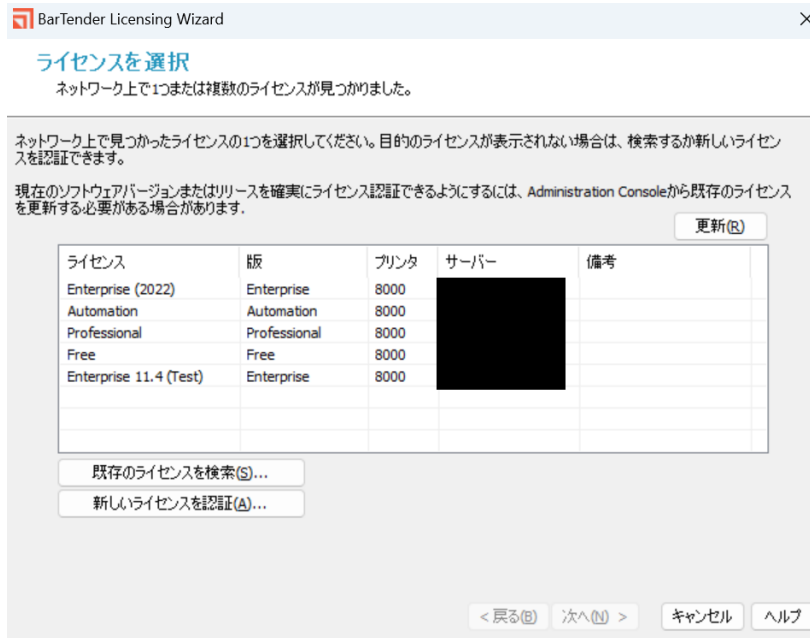 BarTender Licensing Wizard
ライセンスを選択
ネットワーク上で1つまたは複数のライセンスが見つかりました。
ネットワーク上で見つかったライセンスの1つを選択してください。目的のライセンスが表示されない場合は、検索するか新しいライセン
スを認証できます。
現在のソフトウェアバージョンまたはリリースを確実にライセンス認証できるようにするには、Administration Consoleから既存のライセンス
を更新する必要がある場合があります.
更新(R)
ライセンス 版 プリンタ サーバー 備考
Enterprise (2022) Enterprise 8000
Automation Automation 8000
Professional Professional 8000
Free Free 8000
Enterprise 11.4 (Test) Enterprise 8000
既存のライセンスを検索(S)...
新しいライセンスを認証(A)...
< 戻る(B) 次へ(N) > キャンセル ヘルプ